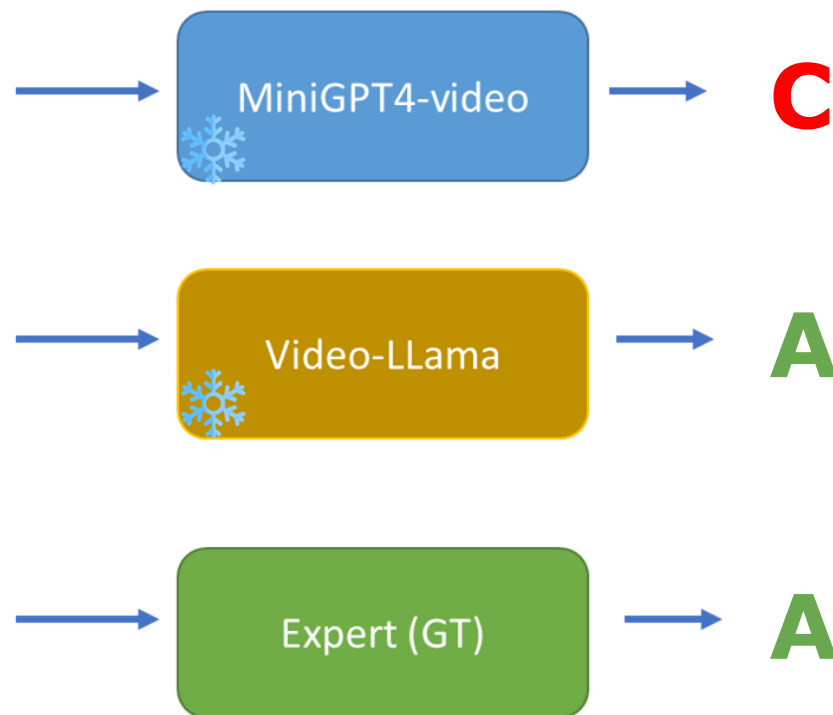 MiniGPT4-video
C
Video-LLama
A
Expert (GT)
A